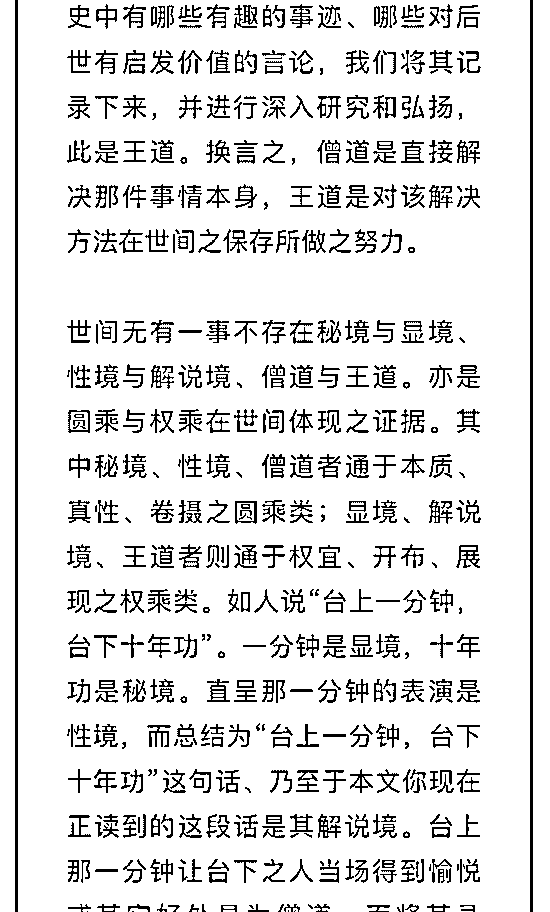 史中有哪些有趣的事迹、哪些对后
世有启发价值的言论，我们将其记
录下来，并进行深入研究和弘扬，
此是王道。换言之，僧道是直接解
决那件事情本身，王道是对该解决
方法在世间之保存所做之努力。
世间无有一事不存在秘境与显境、
性境与解说境、僧道与王道。亦是
圆乘与权乘在世间体现之证据。其
中秘境、性境、僧道者通于本质、
真性、卷摄之圆乘类；显境、解说
境、王道者则通于权宜、开布、展
现之权乘类。如人说“台上一分钟，
台下十年功”。一分钟是显境，十年
功是秘境。直呈那一分钟的表演是
性境，而总结为“台上一分钟，台下
十年功”这句话、乃至于本文你现在
正读到的这段话是其解说境。台上
那一分钟让台下之人当场得到愉悦